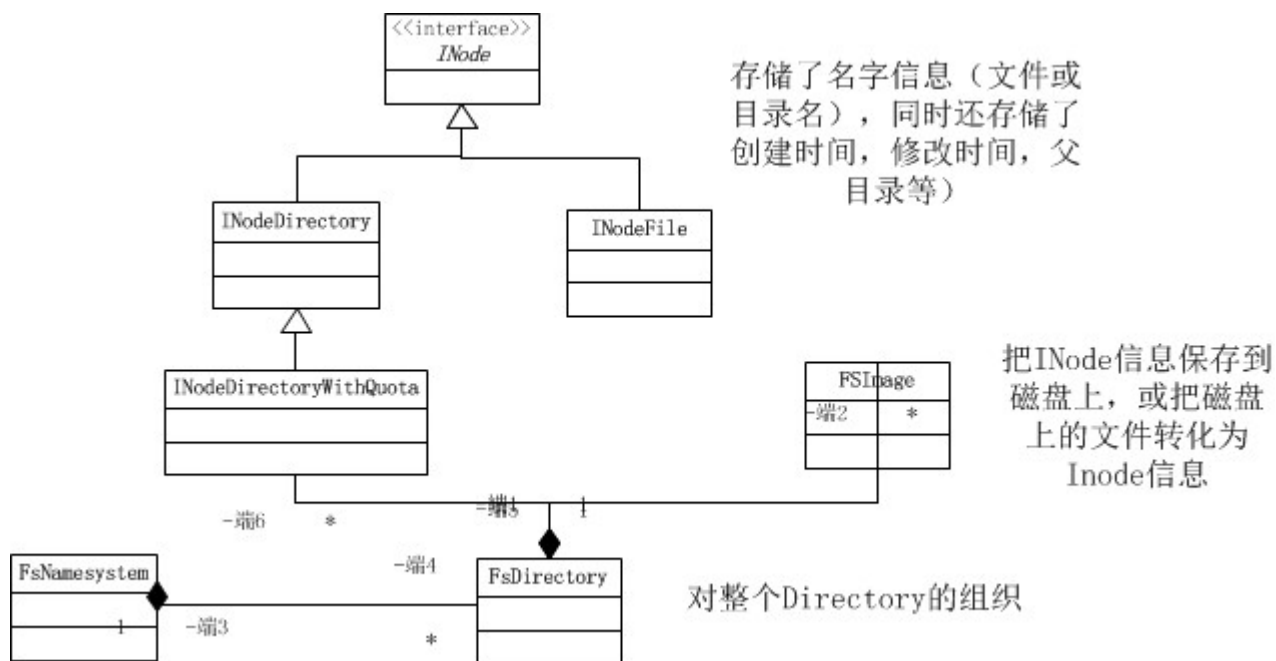 <<interface>>
INode
存储了名字信息（文件或
目录名），同时还存储了
创建时间，修改时间，父
目录等）
INodeDirectory
INodeFile
INodeDirectoryWithQuota
FSImage
-端2 *
把INode信息保存到
磁盘上，或把磁盘
上的文件转化为
Inode信息
-端6 *
1
-端4
FsNamesystem
FsDirectory
对整个Directory的组织
1 -端3 *